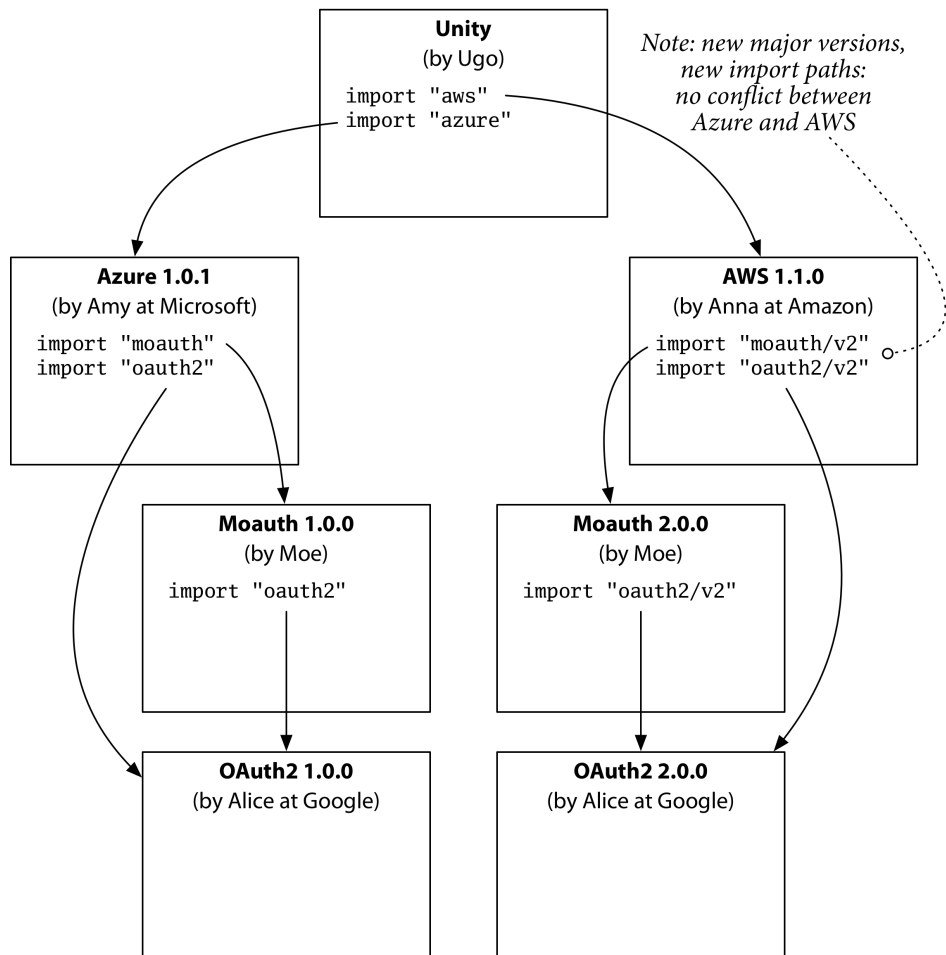 Unity
(by Ugo)
import "aws"
import "azure"
Note: new major versions,
new import paths:
no conflict between
Azure and AWS
Azure 1.0.1
(by Amy at Microsoft)
import "moauth"
import "oauth2"
AWS 1.1.0
(by Anna at Amazon)
import "moauth/v2"
import "oauth2/v2"
Moauth 1.0.0
(by Moe)
import "oauth2"
Moauth 2.0.0
(by Moe)
import "oauth2/v2"
OAuth2 1.0.0
(by Alice at Google)
OAuth2 2.0.0
(by Alice at Google)